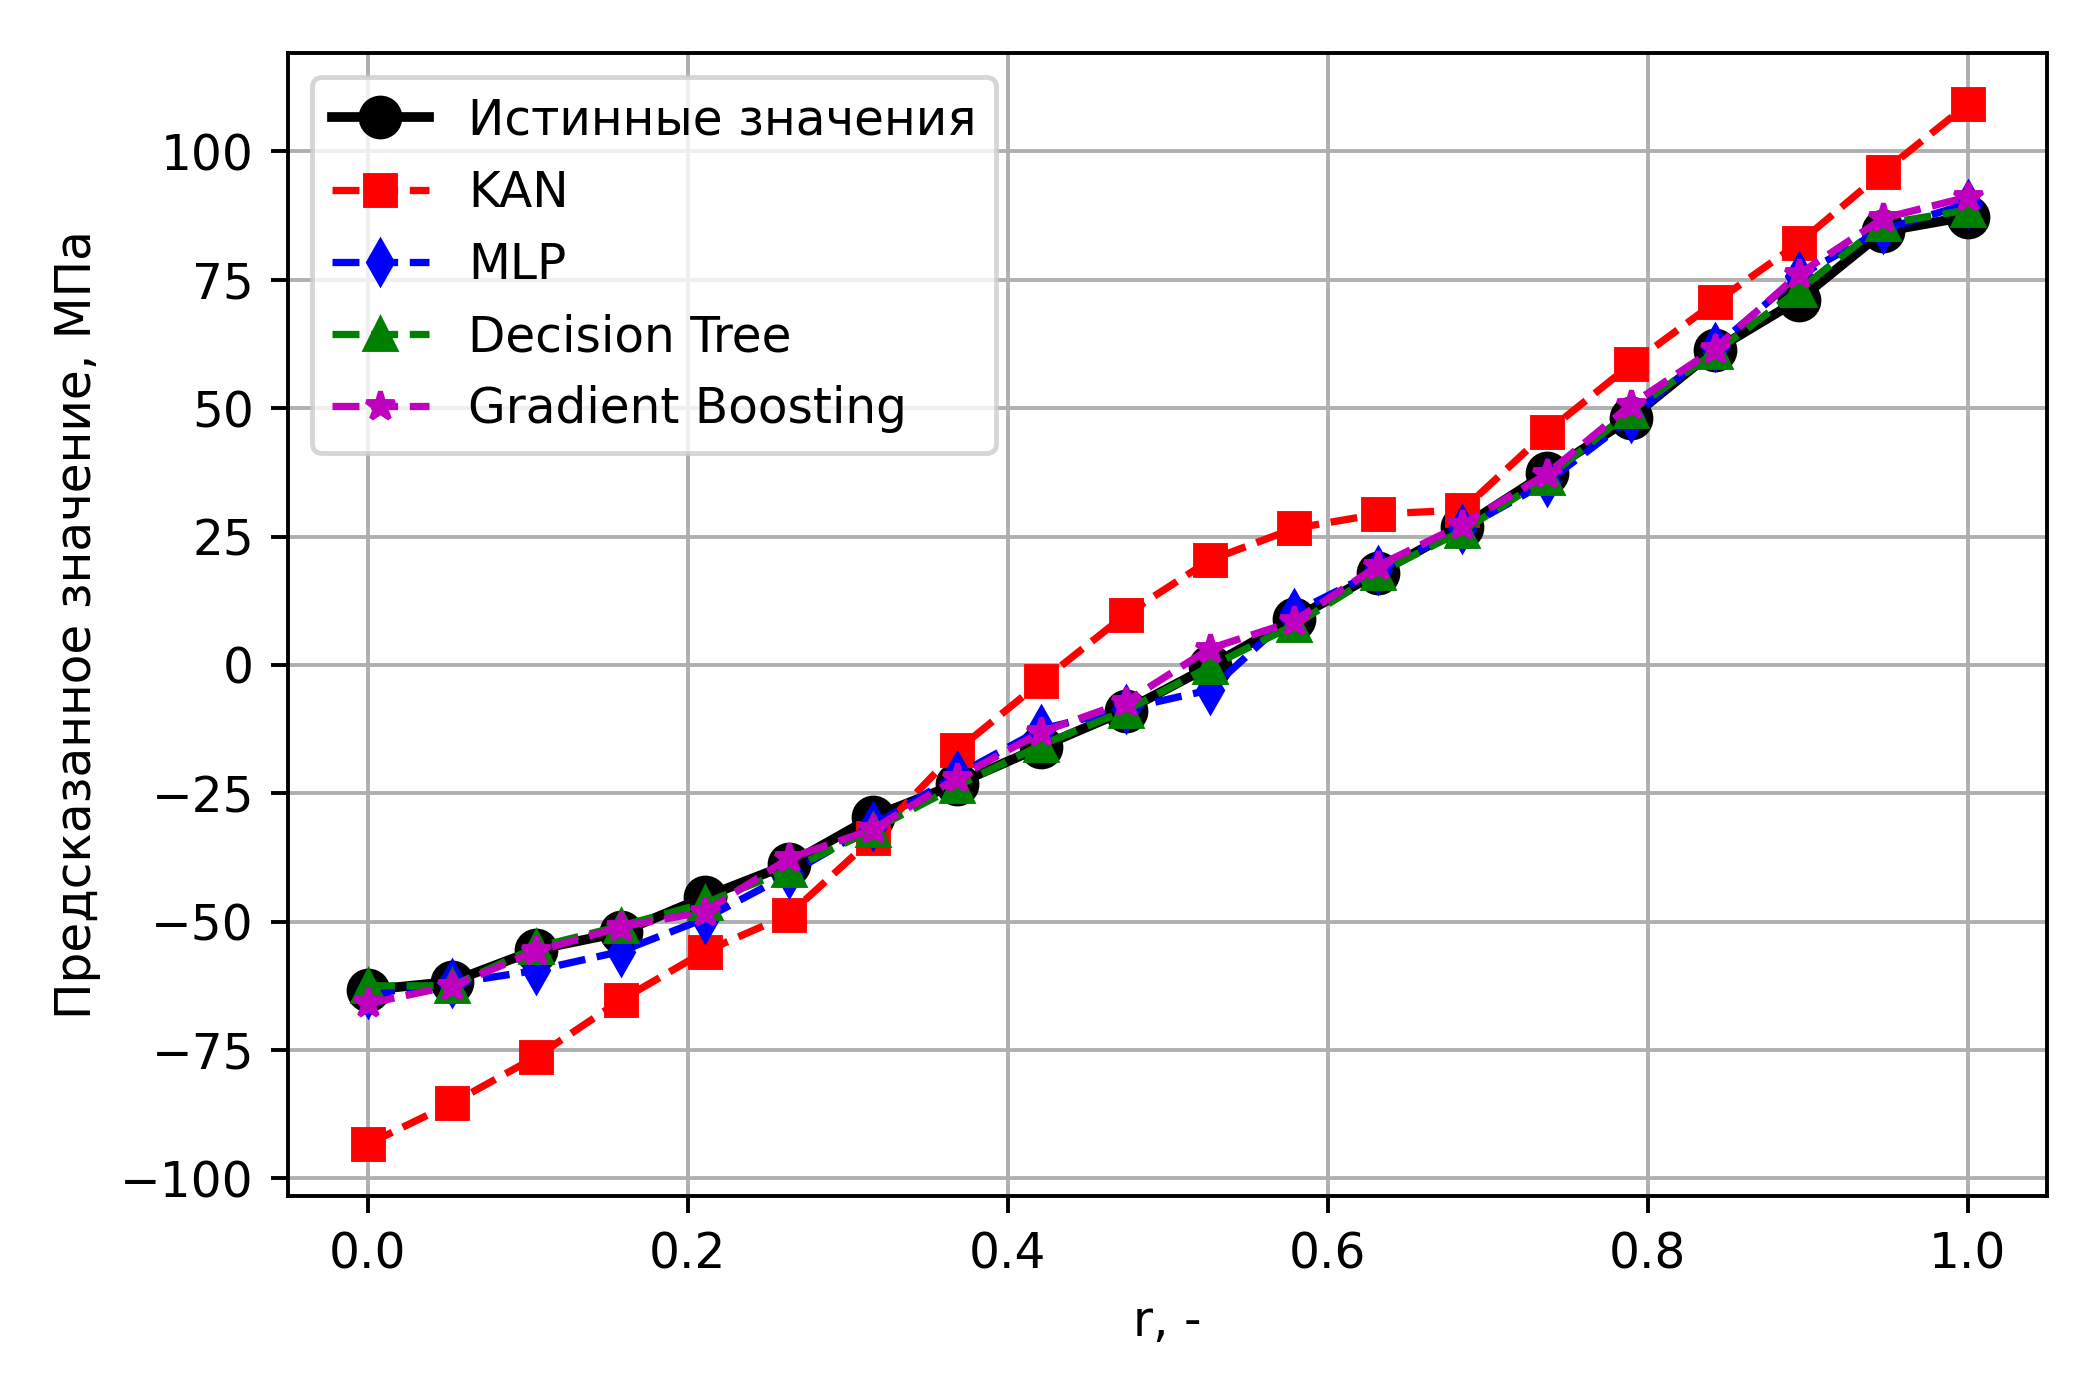 Истинные значения
KAN
MLP
Decision Tree
Gradient Boosting
Предсказанное значение, МПа
100
75
50
25
0
−25
−50
−75
−100
0.0 0.2 0.4 0.6 0.8 1.0
r, -